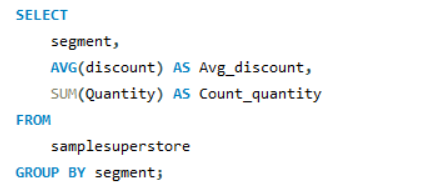 SELECT
segment,
AVG(discount) AS Avg_discount,
SUM(Quantity) AS Count_quantity
FROM
samplesuperstore
GROUP BY segment;